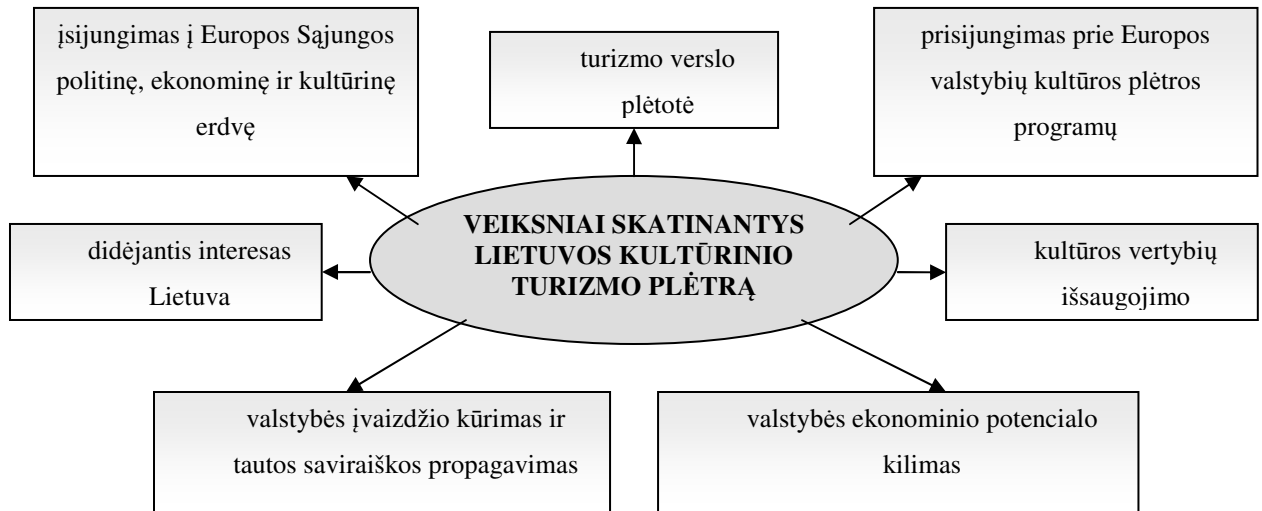 įsijungimas į Europos Sąjungos
politinę, ekonominę ir kultūrinę
erdvę
turizmo verslo
plėtotė
prisijungimas prie Europos
valstybių kultūros plėtros
programų
VEIKSNIAI SKATINANTYS
LIETUVOS KULTŪRINIO
TURIZMO PLĖTRĄ
didėjantis interesas
Lietuva
kultūros vertybių
išsaugojimo
valstybės įvaizdžio kūrimas ir
tautos saviraiškos propagavimas
valstybės ekonominio potencialo
kilimas